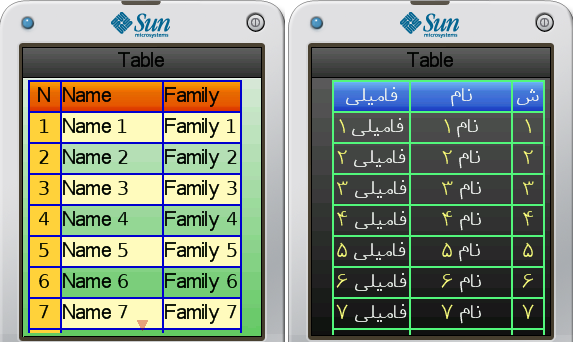 Sun
microsystems
Table
N Name Family
1 Name 1 Family 1
2 Name 2 Family 2
3 Name 3 Family 3
4 Name 4 Family 4
5 Name 5 Family 5
6 Name 6 Family 6
7 Name 7 Family 7
Sun
microsystems
Table
ش نام فامیلی
۱ نام ۱ فامیلی ۱
۲ نام ۲ فامیلی ۲
۳ نام ۳ فامیلی ۳
۴ نام ۴ فامیلی ۴
۵ نام ۵ فامیلی ۵
۶ نام ۶ فامیلی ۶
۷ نام ۷ فامیلی ۷